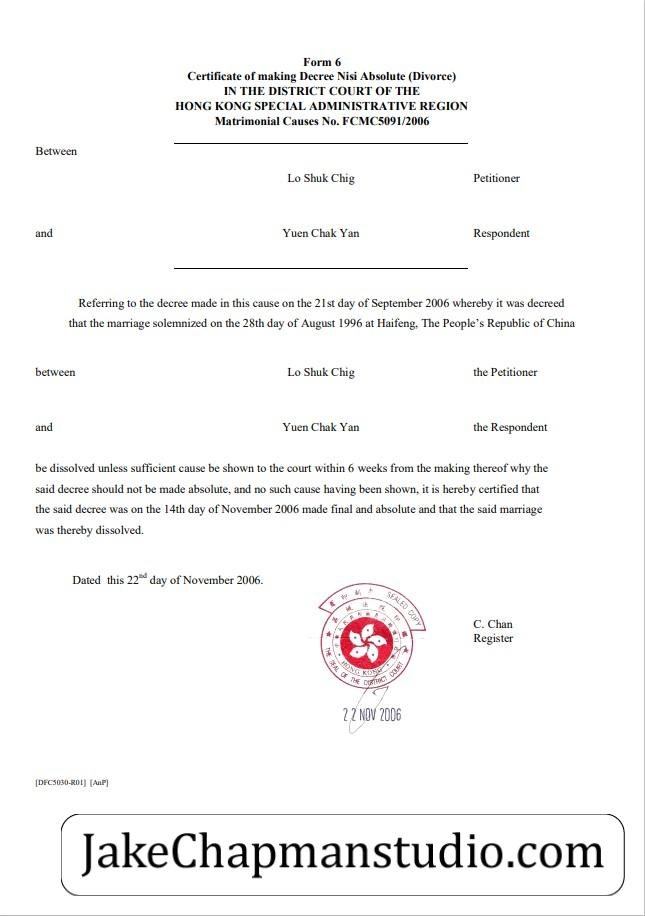 Form 6
Certificate of making Decree Nisi Absolute (Divorce)
IN THE DISTRICT COURT OF THE
HONG KONG SPECIAL ADMINISTRATIVE REGION
Matrimonial Causes No. FCMC5091/2006
Between
Lo Shuk Chig Petitioner
and Yuen Chak Yan Respondent
Referring to the decree made in this cause on the 21st day of September 2006 whereby it was decreed
that the marriage solemnized on the 28th day of August 1996 at Haifeng, The People's Republic of China
between Lo Shuk Chig the Petitioner
and Yuen Chak Yan the Respondent
be dissolved unless sufficient cause be shown to the court within 6 weeks from the making thereof why the
said decree should not be made absolute, and no such cause having been shown, it is hereby certified that
the said decree was on the 14th day of November 2006 made final and absolute and that the said marriage
was thereby dissolved.
Dated this 22nd day of November 2006.
SEALED COPY
HONG KONG
THE SEAL OF THE DISTRICT COURT
C. Chan
Register
22 NOV 2006
[DFC5030-R01] [AnP]
JakeChapmanstudio.com